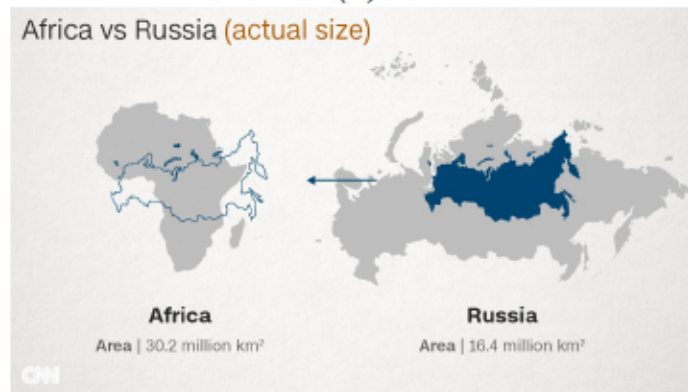 Africa vs Russia (actual size)
Africa
Area | 30.2 million km²
Russia
Area | 16.4 million km²
CNN